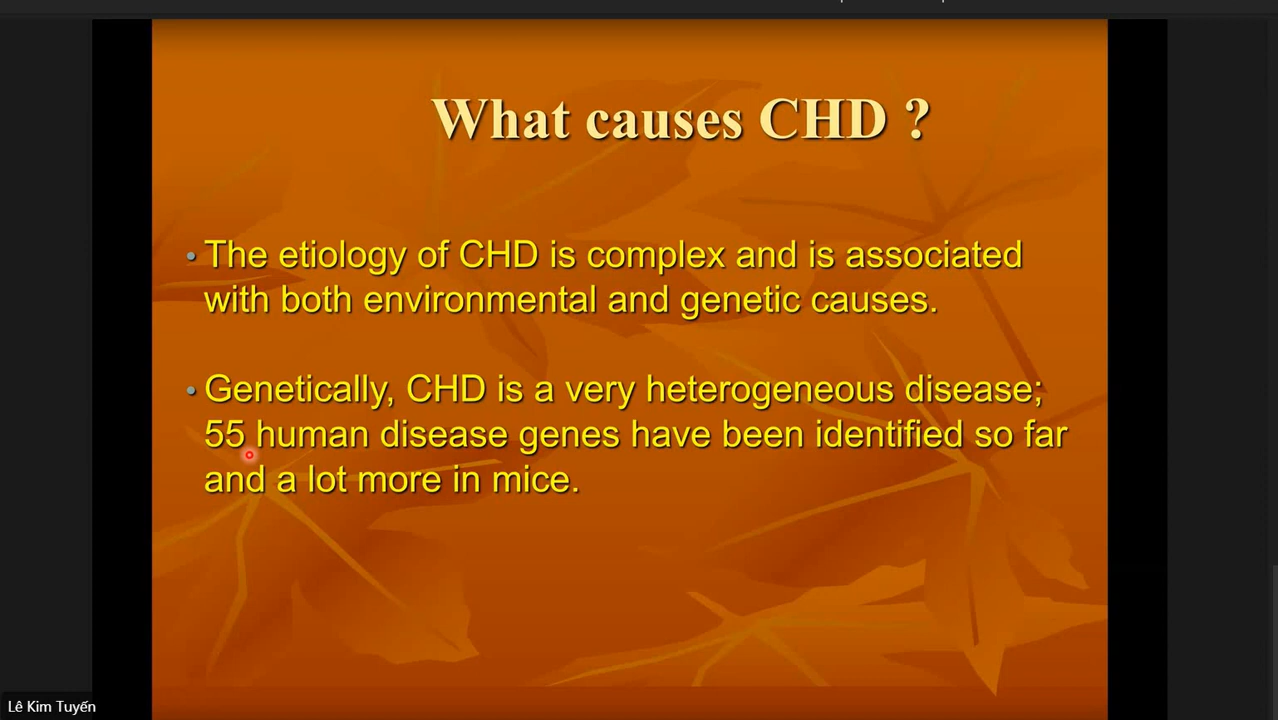 What causes CHD ?
• The etiology of CHD is complex and is associated
with both environmental and genetic causes.
• Genetically, CHD is a very heterogeneous disease;
55 human disease genes have been identified so far
and a lot more in mice.
Lê Kim Tuyến